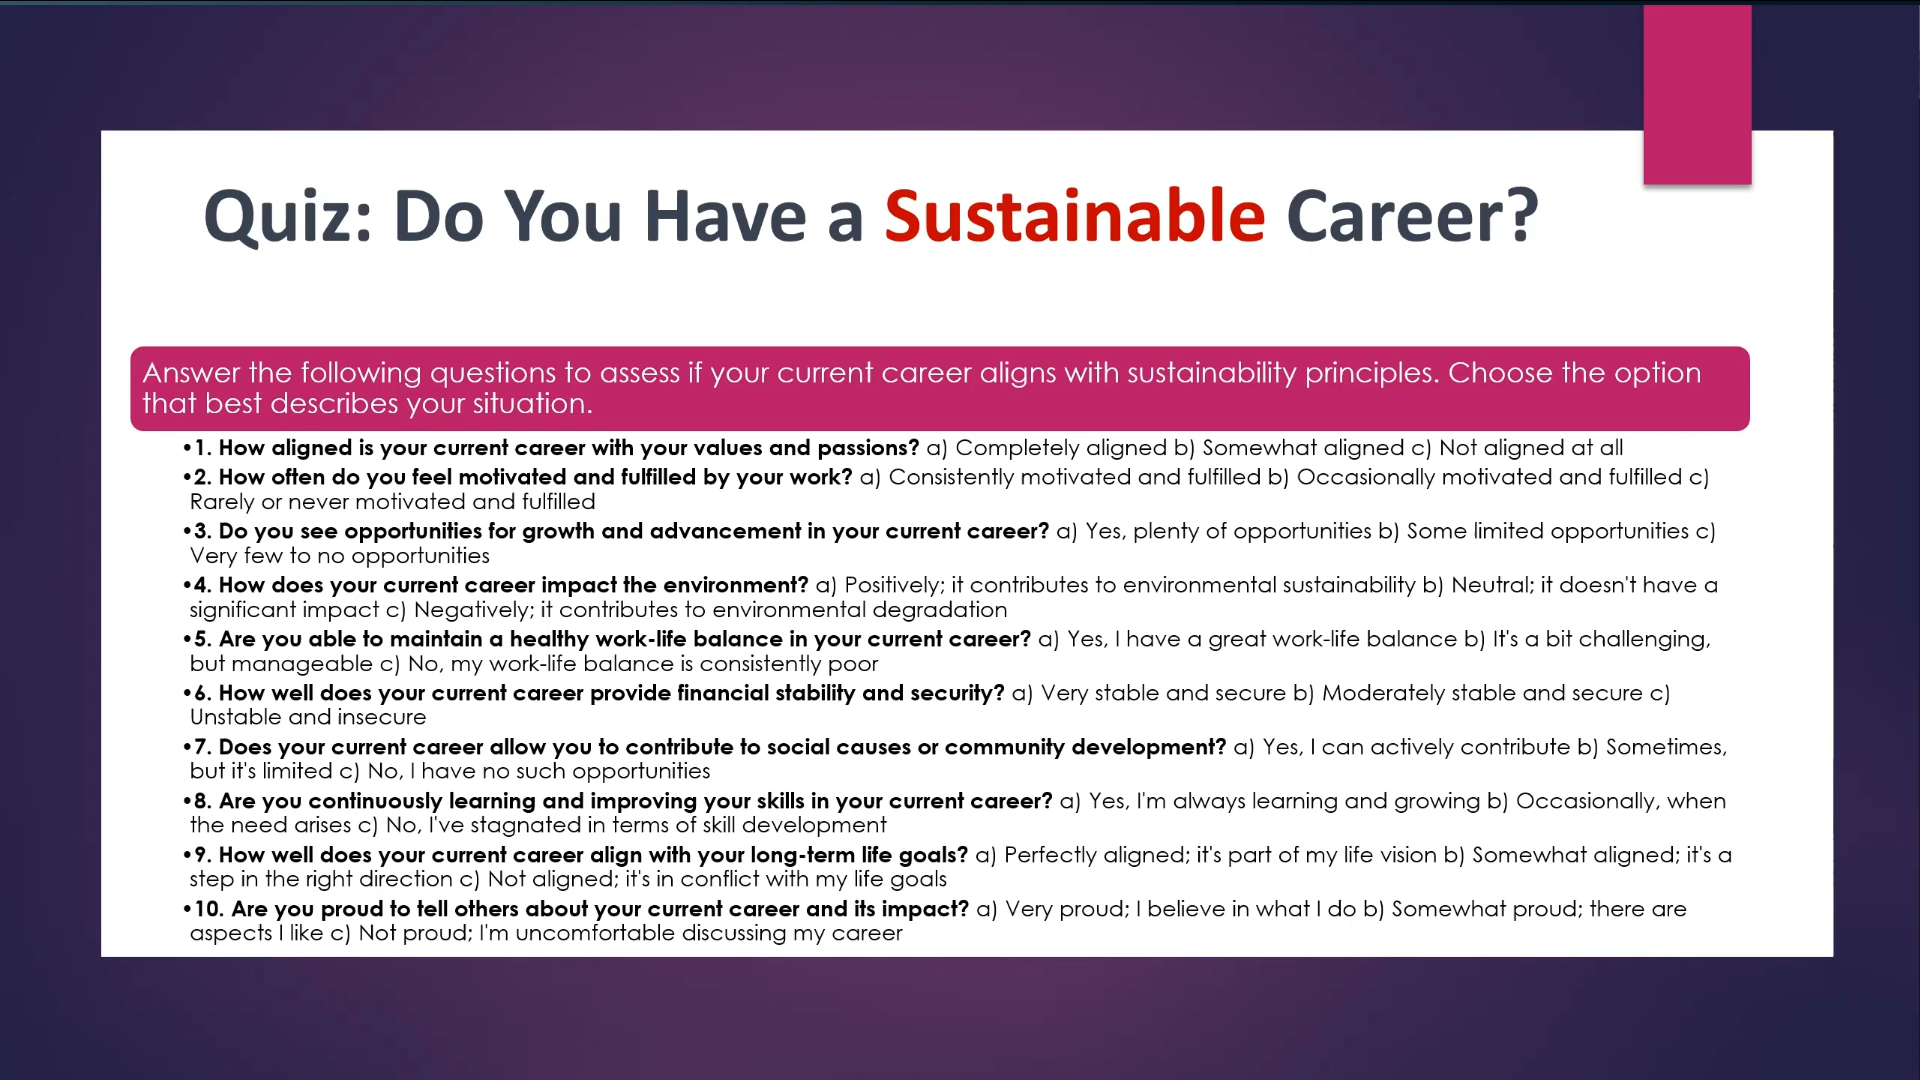 Quiz: Do You Have a Sustainable Career?
Answer the following questions to assess if your current career aligns with sustainability principles. Choose the option
that best describes your situation.
•1. How aligned is your current career with your values and passions? a) Completely aligned b) Somewhat aligned c) Not aligned at all
•2. How often do you feel motivated and fulfilled by your work? a) Consistently motivated and fulfilled b) Occasionally motivated and fulfilled c)
Rarely or never motivated and fulfilled
•3. Do you see opportunities for growth and advancement in your current career? a) Yes, plenty of opportunities b) Some limited opportunities c)
Very few to no opportunities
•4. How does your current career impact the environment? a) Positively; it contributes to environmental sustainability b) Neutral; it doesn't have a
significant impact c) Negatively; it contributes to environmental degradation
•5. Are you able to maintain a healthy work-life balance in your current career? a) Yes, I have a great work-life balance b) It's a bit challenging,
but manageable c) No, my work-life balance is consistently poor
•6. How well does your current career provide financial stability and security? a) Very stable and secure b) Moderately stable and secure c)
Unstable and insecure
•7. Does your current career allow you to contribute to social causes or community development? a) Yes, I can actively contribute b) Sometimes,
but it's limited c) No, I have no such opportunities
•8. Are you continuously learning and improving your skills in your current career? a) Yes, I'm always learning and growing b) Occasionally, when
the need arises c) No, I've stagnated in terms of skill development
•9. How well does your current career align with your long-term life goals? a) Perfectly aligned; it's part of my life vision b) Somewhat aligned; it's a
step in the right direction c) Not aligned; it's in conflict with my life goals
•10. Are you proud to tell others about your current career and its impact? a) Very proud; I believe in what I do b) Somewhat proud; there are
aspects I like c) Not proud; I'm uncomfortable discussing my career